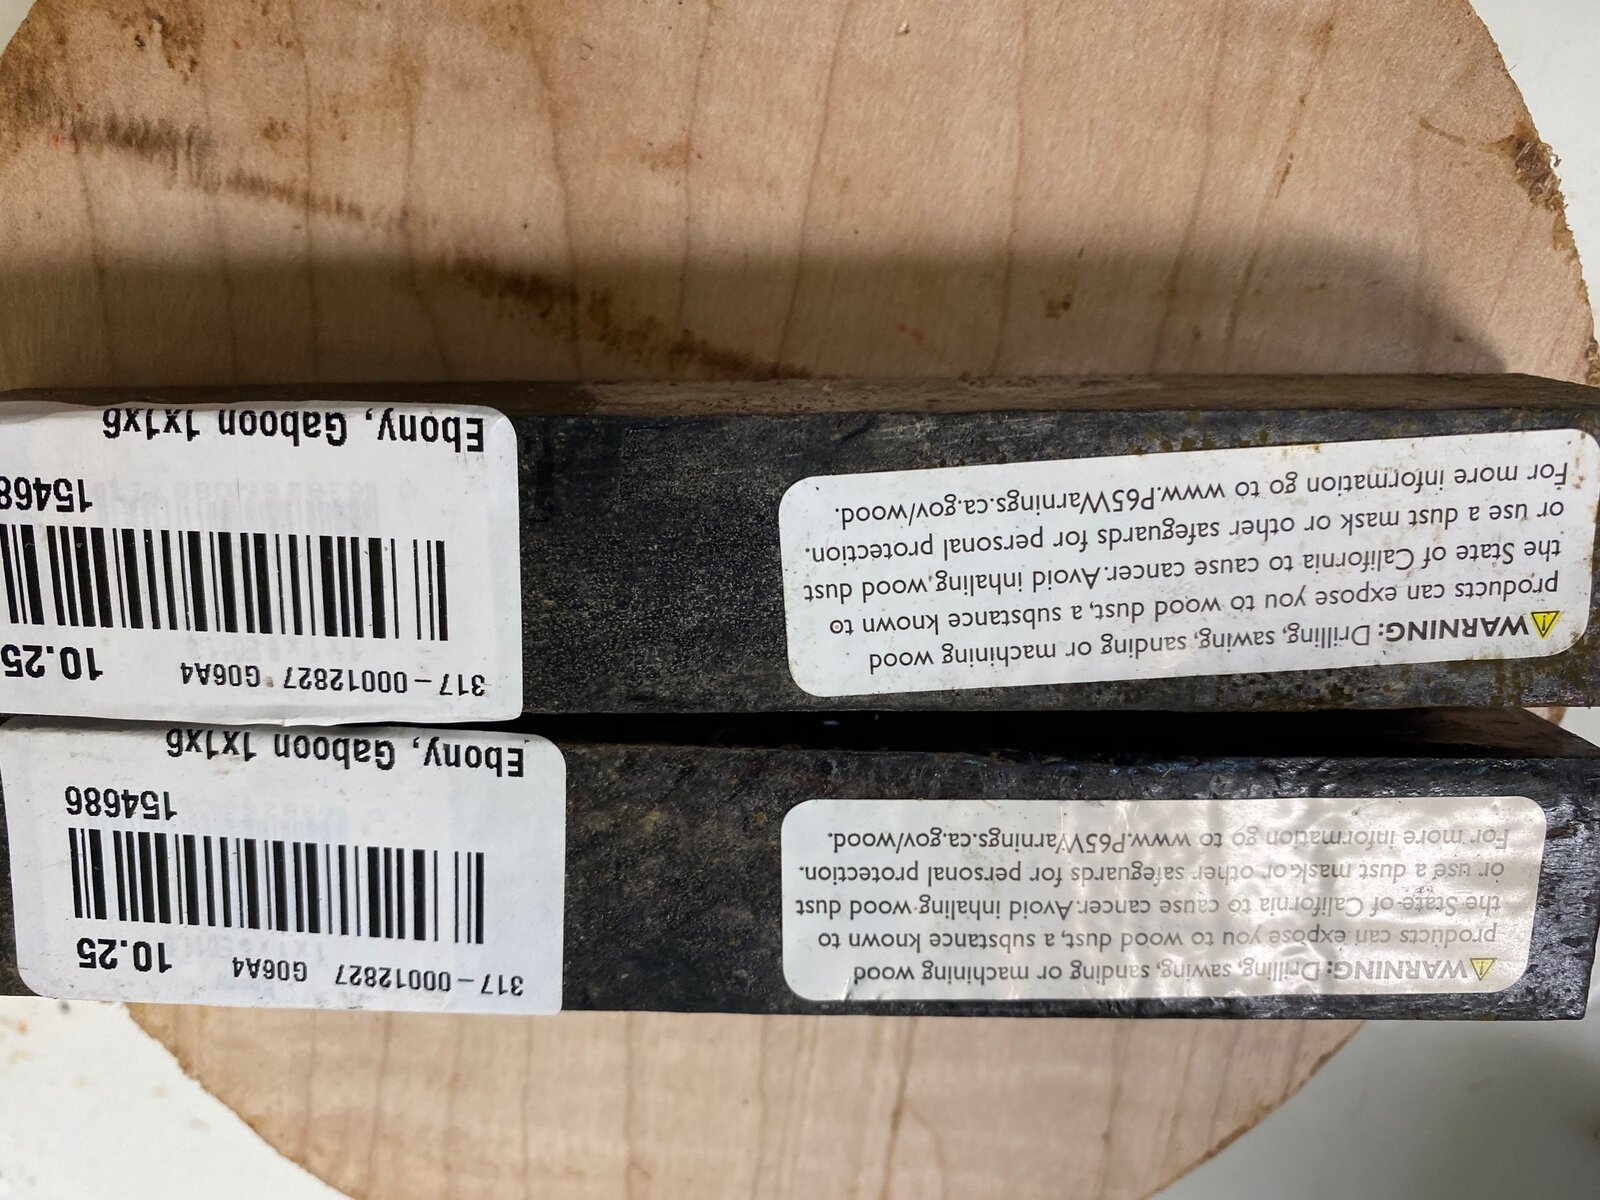 317-00012827 G06A4
10.25
15468
Ebony, Gaboon 1x1x6
WARNING: Drilling, sawing, sanding or machining wood
products can expose you to wood dust, a substance known to
the State of California to cause cancer. Avoid inhaling wood dust
or use a dust mask or other safeguards for personal protection.
For more information go to www.P65Warnings.ca.gov/wood.
317-00012827 G06A4
10.25
154686
Ebony, Gaboon 1x1x6
WARNING: Drilling, sawing, sanding or machining wood
products can expose you to wood dust, a substance known to
the State of California to cause cancer. Avoid inhaling wood dust
or use a dust mask or other safeguards for personal protection.
For more information go to www.P65Warnings.ca.gov/wood.